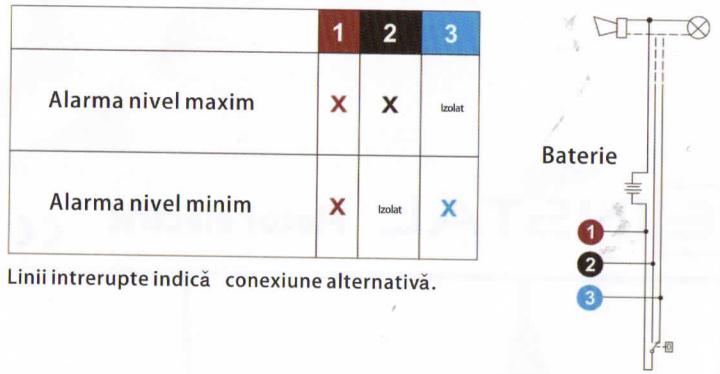 1 2 3
Alarma nivel maxim X X Izolat
Alarma nivel minim X Izolat X
Linii intrerupte indică conexiune alternativă.
Baterie
1
2
3